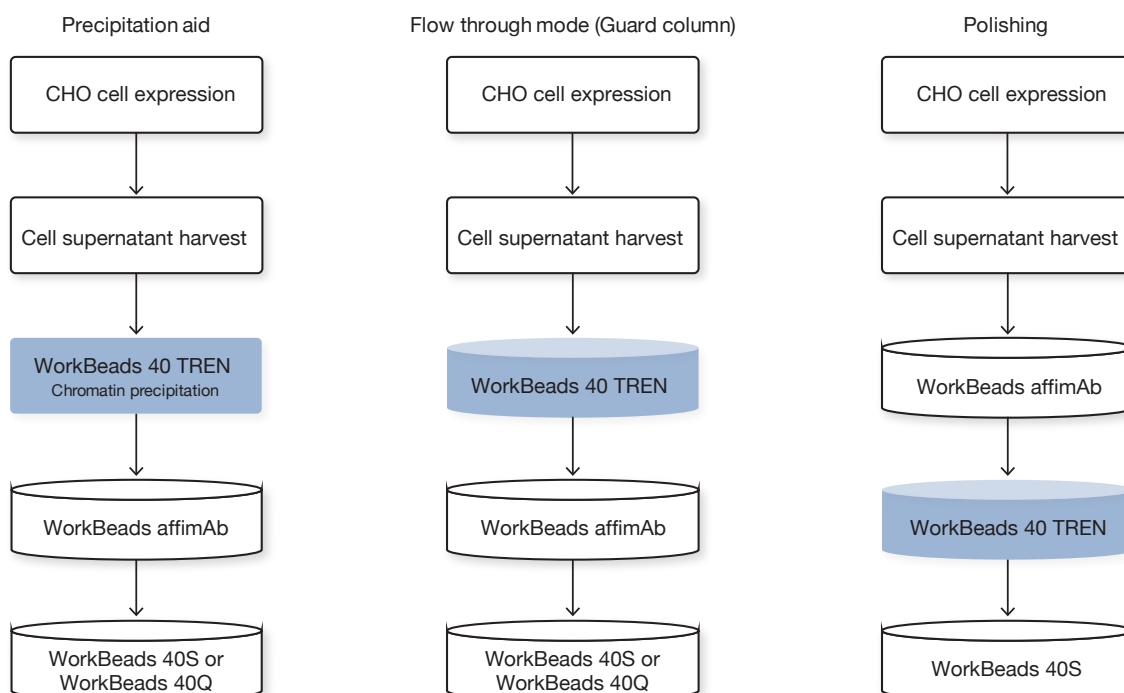 Precipitation aid
CHO cell expression
Cell supernatant harvest
WorkBeads 40 TREN
Chromatin precipitation
WorkBeads affimAb
WorkBeads 40S or
WorkBeads 40Q
Flow through mode (Guard column)
CHO cell expression
Cell supernatant harvest
WorkBeads 40 TREN
WorkBeads affimAb
WorkBeads 40S or
WorkBeads 40Q
Polishing
CHO cell expression
Cell supernatant harvest
WorkBeads affimAb
WorkBeads 40 TREN
WorkBeads 40S